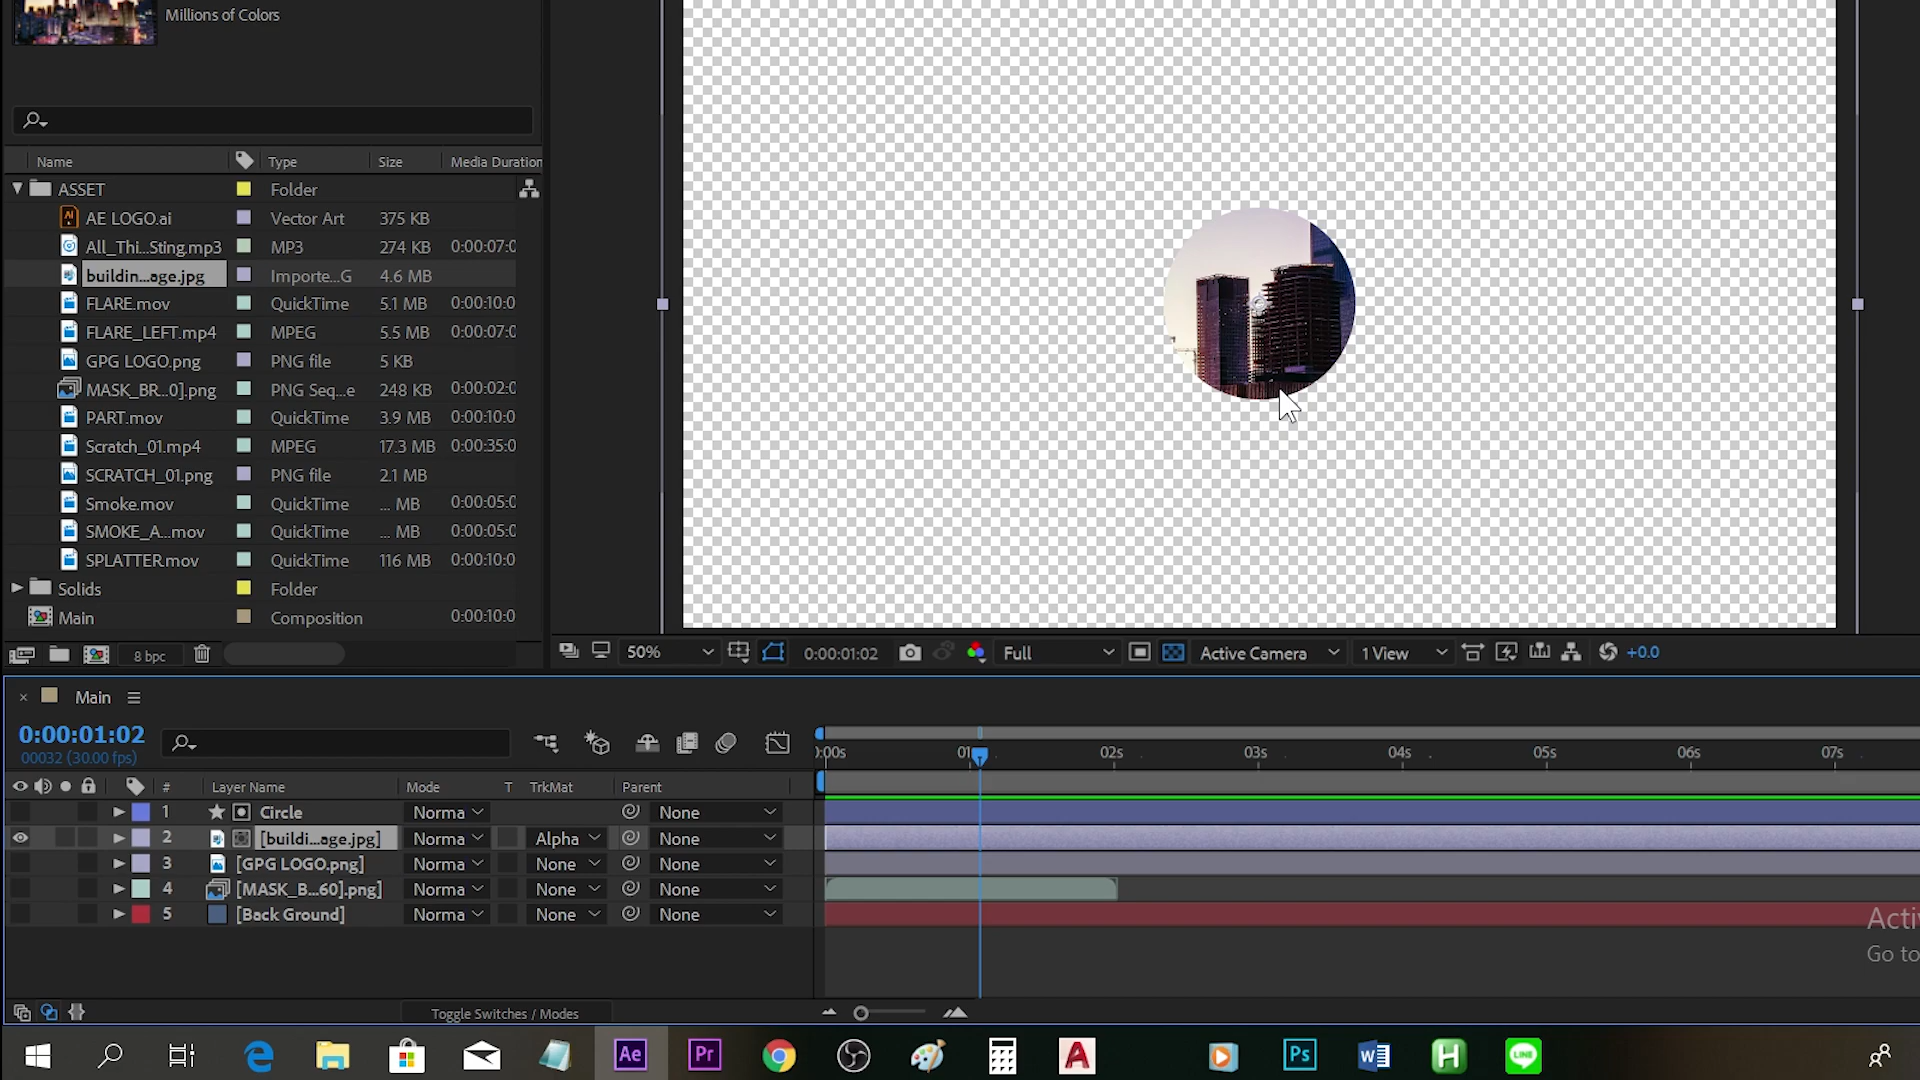 Millions of Colors
Name Type Size Media Duration
ASSET Folder
AE LOGO.ai Vector Art 375 KB
All_Thi...Sting.mp3 MP3 274 KB 0:00:07:0
buildin...age.jpg Importe...G 4.6 MB
FLARE.mov QuickTime 5.1 MB 0:00:10:0
FLARE_LEFT.mp4 MPEG 5.5 MB 0:00:07:0
GPG LOGO.png PNG file 5 KB
MASK_BR...0].png PNG Seq...e 248 KB 0:00:02:0
PART.mov QuickTime 3.9 MB 0:00:10:0
Scratch_01.mp4 MPEG 17.3 MB 0:00:35:0
SCRATCH_01.png PNG file 2.1 MB
Smoke.mov QuickTime ... MB 0:00:05:0
SMOKE_A...mov QuickTime ... MB 0:00:05:0
SPLATTER.mov QuickTime 116 MB 0:00:10:0
Solids Folder
Main Composition 0:00:10:0
8 bpc
50% 0:00:01:02 Full Active Camera 1 View +0.0
× Main
0:00:01:02
00032 (30.00 fps)
):00s 01 02s 03s 04s 05s 06s 07s
# Layer Name Mode T TrkMat Parent
1 Circle Norma None
2 [buildi...age.jpg] Norma Alpha None
3 [GPG LOGO.png] Norma None None
4 [MASK_B...60].png] Norma None None
5 [Back Ground] Norma None None
Acti
Go to
Toggle Switches / Modes
Ae Pr A Ps W H LINE